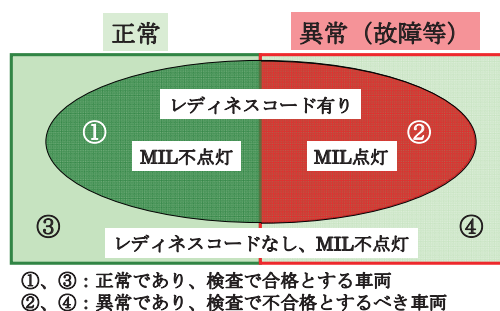 正常
異常（故障等）
レディネスコード有り
①
②
MIL不点灯
MIL点灯
③
④
レディネスコードなし、MIL不点灯
①、③：正常であり、検査で合格とする車両
②、④：異常であり、検査で不合格とするべき車両